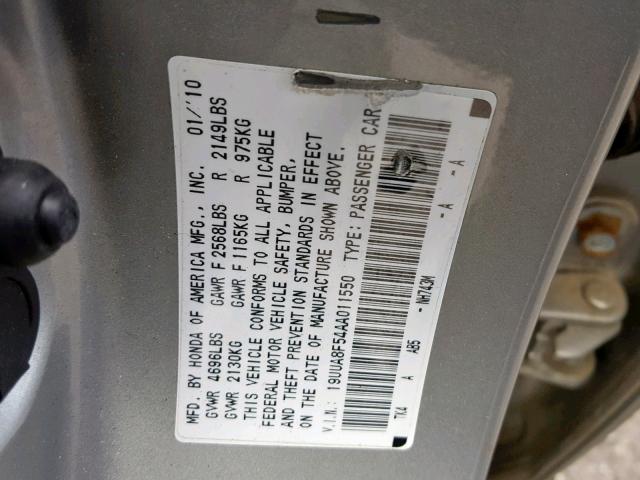 MFD. BY HONDA OF AMERICA MFG., INC. 01/'10
GVWR 4696LBS GAWR F 2568LBS R 2149LBS
GVWR 2130KG GAWR F 1165KG R 975KG
THIS VEHICLE CONFORMS TO ALL APPLICABLE
FEDERAL MOTOR VEHICLE SAFETY, BUMPER,
AND THEFT PREVENTION STANDARDS IN EFFECT
ON THE DATE OF MANUFACTURE SHOWN ABOVE.
V.I.N.: 19UUA8F54AA011550 TYPE: PASSENGER CAR
TK4 A AB5 -NH743M -A -A